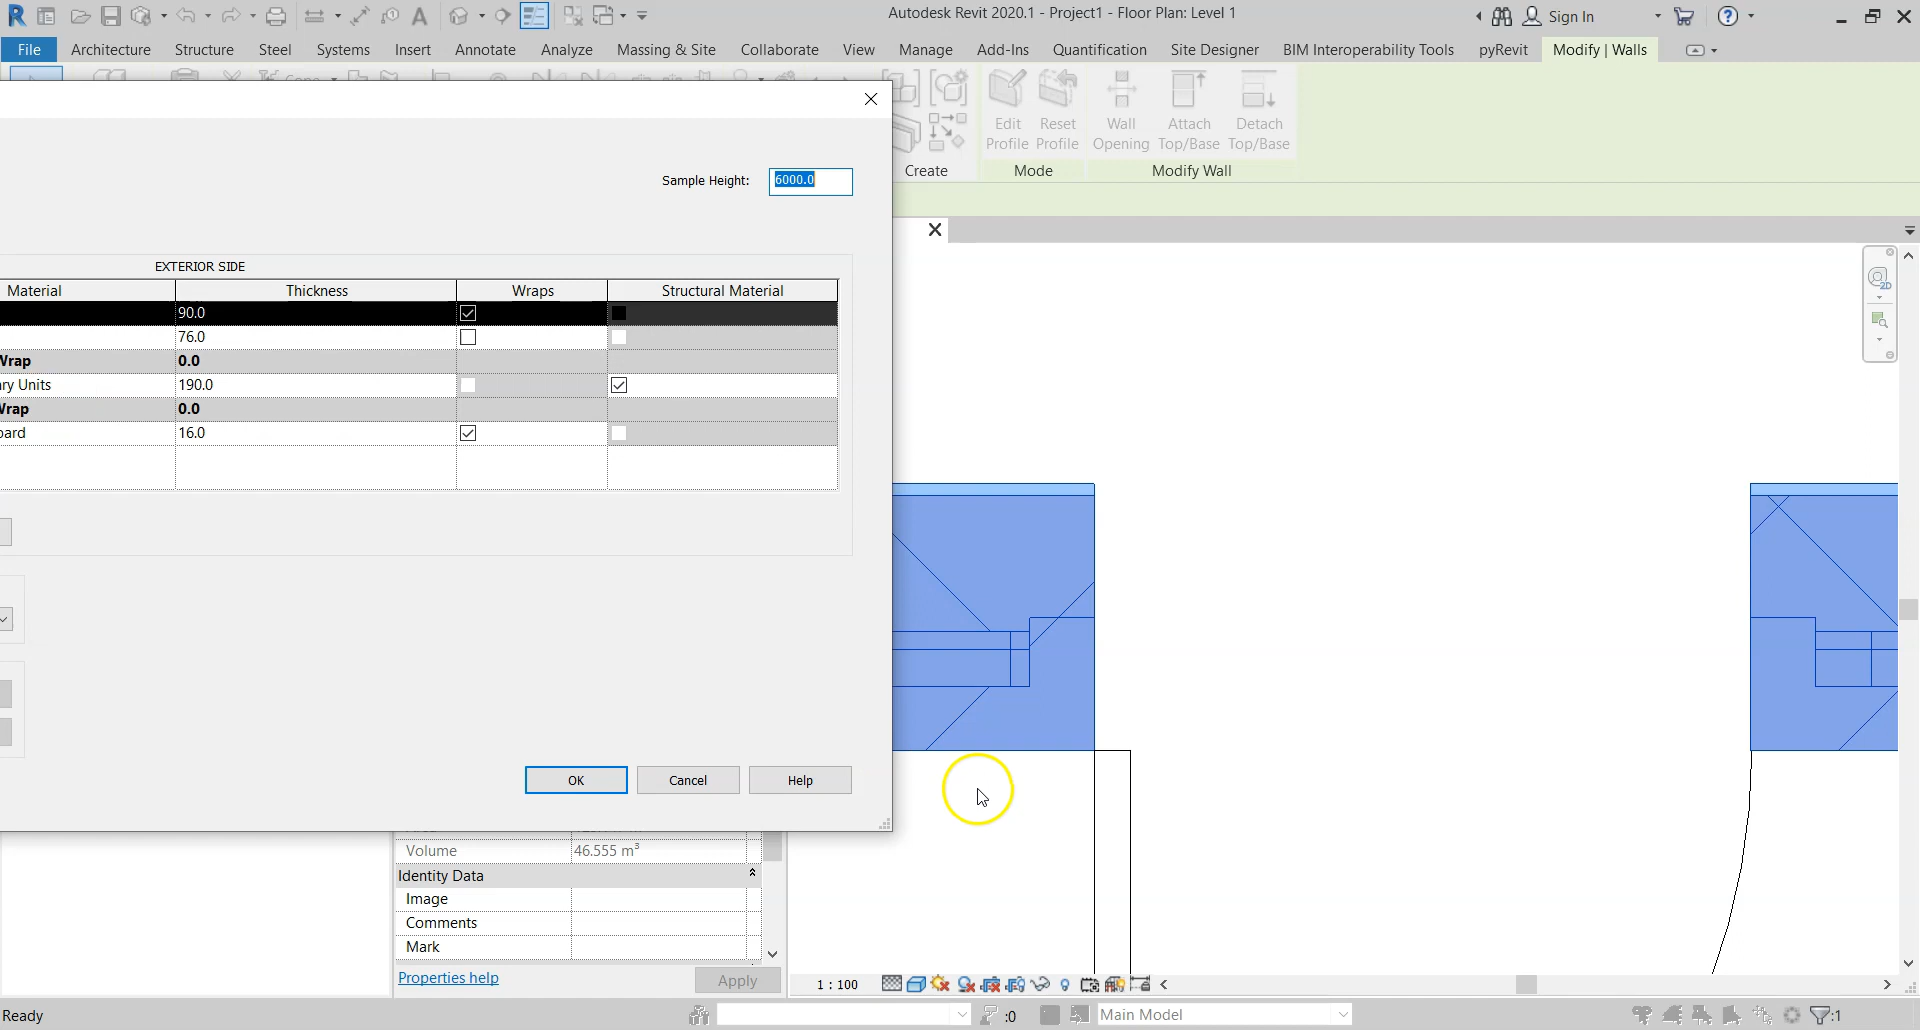 Autodesk Revit 2020.1 - Project1 - Floor Plan: Level 1
Sign In
File Architecture Structure Steel Systems Insert Annotate Analyze Massing & Site Collaborate View Manage Add-Ins Quantification Site Designer BIM Interoperability Tools pyRevit Modify | Walls
Edit Profile
Reset Profile
Wall Opening
Attach Top/Base
Detach Top/Base
Create Mode Modify Wall
Sample Height: 6000.0
EXTERIOR SIDE
Material Thickness Wraps Structural Material
90.0
76.0
Wrap 0.0
ry Units 190.0
Wrap 0.0
oard 16.0
OK Cancel Help
Volume 46.555 m³
Identity Data
Image
Comments
Mark
Properties help Apply
1 : 100
Ready
:0
Main Model
:1
2D